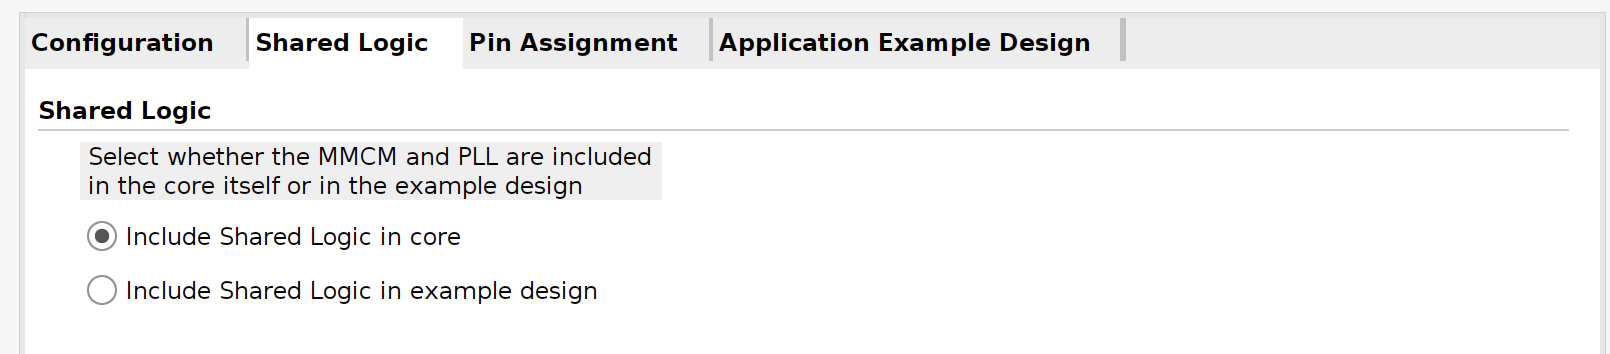 Configuration Shared Logic Pin Assignment Application Example Design
Shared Logic
Select whether the MMCM and PLL are included
in the core itself or in the example design
Include Shared Logic in core
Include Shared Logic in example design